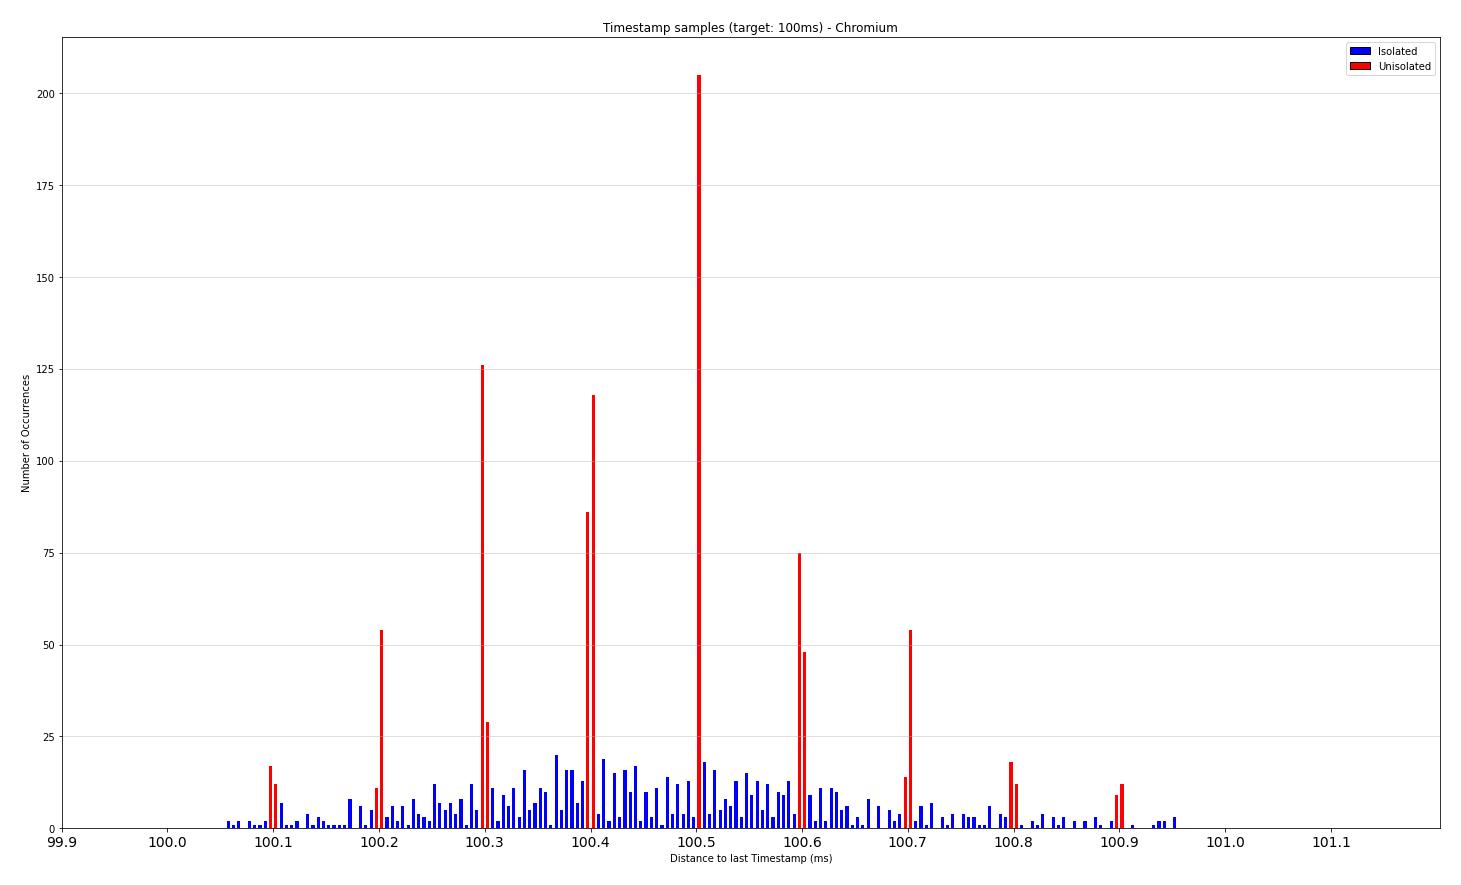 Timestamp samples (target: 100ms) - Chromium
Isolated
Unisolated
Number of Occurrences
200
175
150
125
100
75
50
25
0
99.9 100.0 100.1 100.2 100.3 100.4 100.5 100.6 100.7 100.8 100.9 101.0 101.1
Distance to last Timestamp (ms)